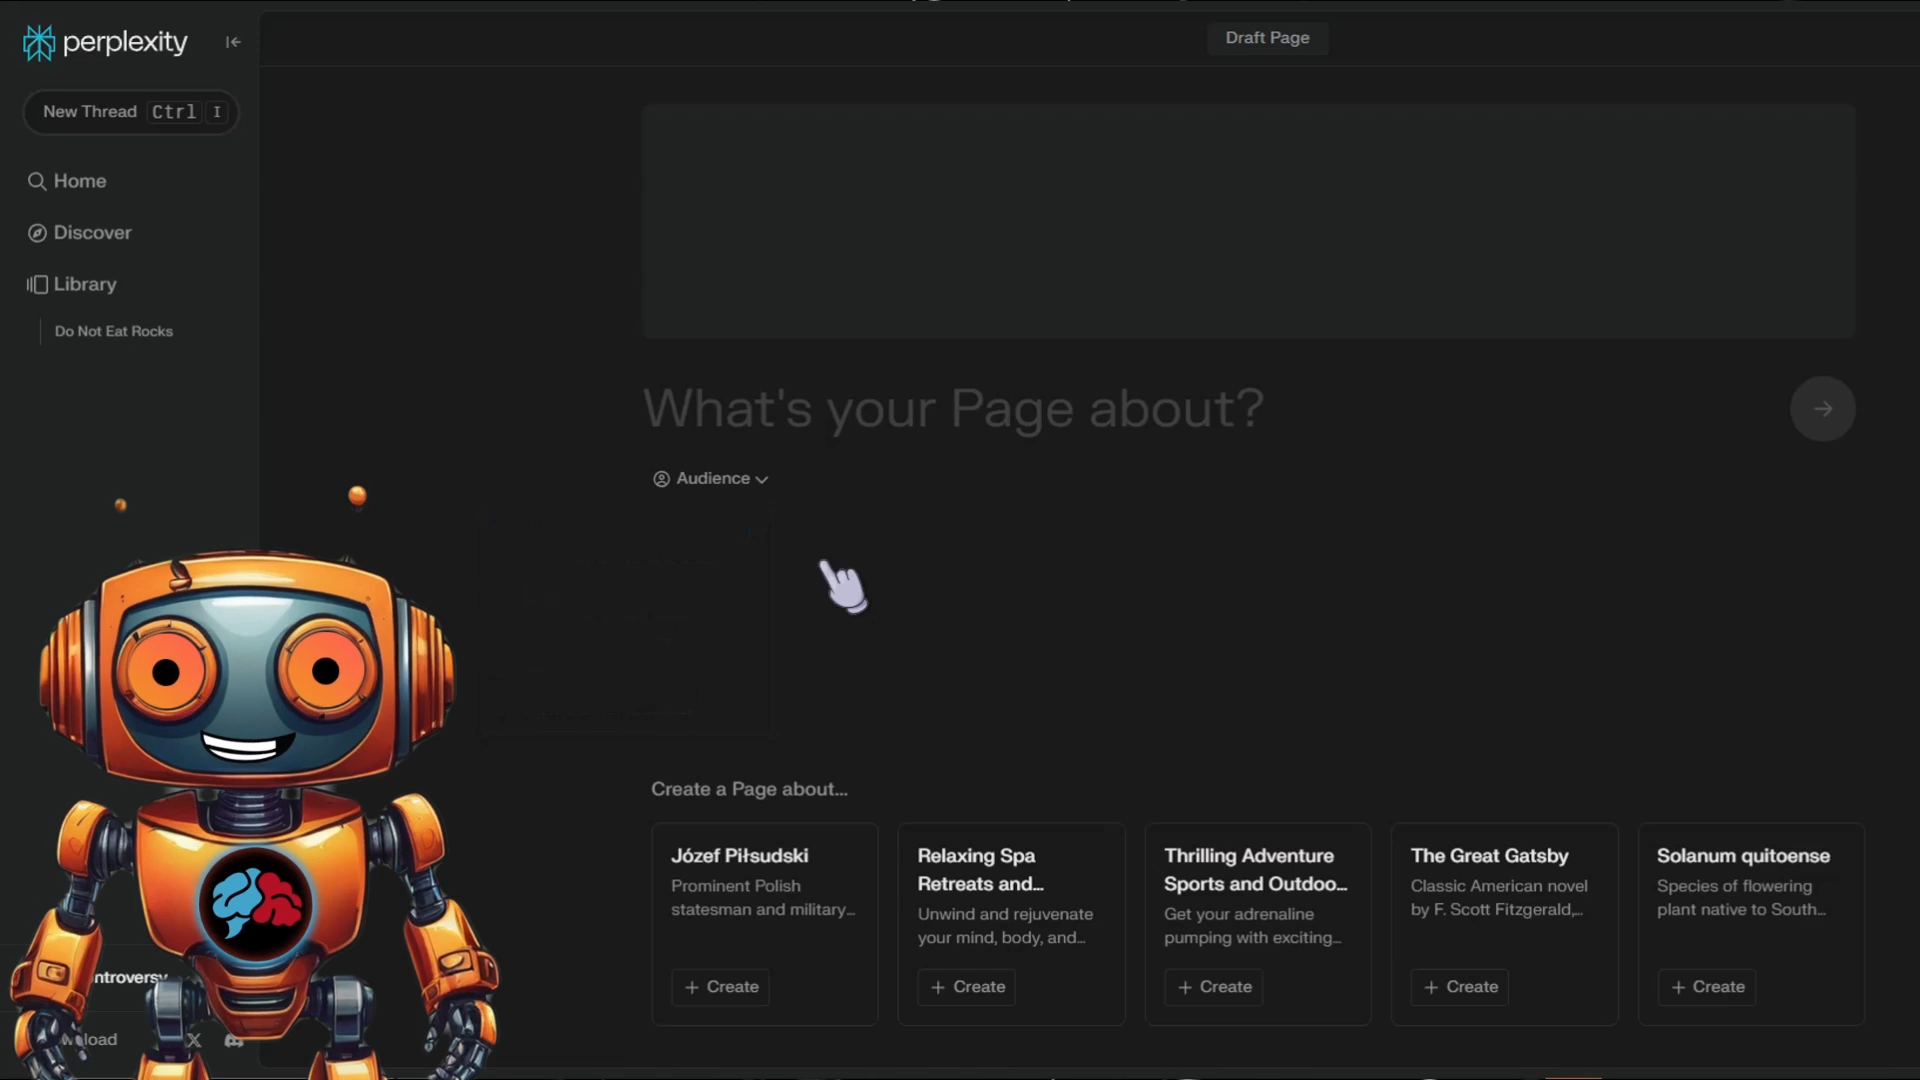 perplexity
Draft Page
New Thread Ctrl I
Home
Discover
Library
Do Not Eat Rocks
What's your Page about?
Audience
Create a Page about...
Józef Piłsudski
Prominent Polish
statesman and military...
+ Create
Relaxing Spa
Retreats and...
Unwind and rejuvenate
your mind, body, and...
+ Create
Thrilling Adventure
Sports and Outdoo...
Get your adrenaline
pumping with exciting...
+ Create
The Great Gatsby
Classic American novel
by F. Scott Fitzgerald,...
+ Create
Solanum quitoense
Species of flowering
plant native to South...
+ Create
ntroversy
load